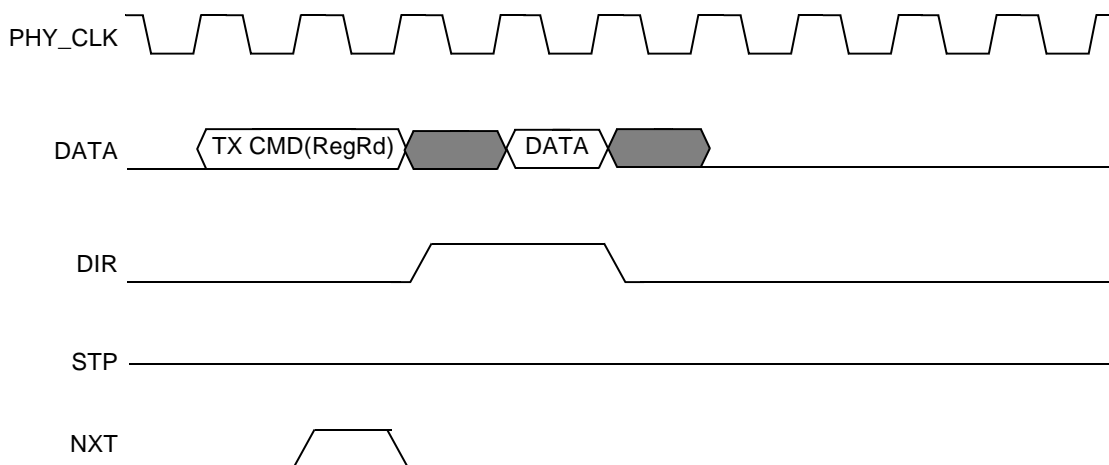 PHY_CLK
DATA
TX CMD(RegRd)
DATA
DIR
STP
NXT